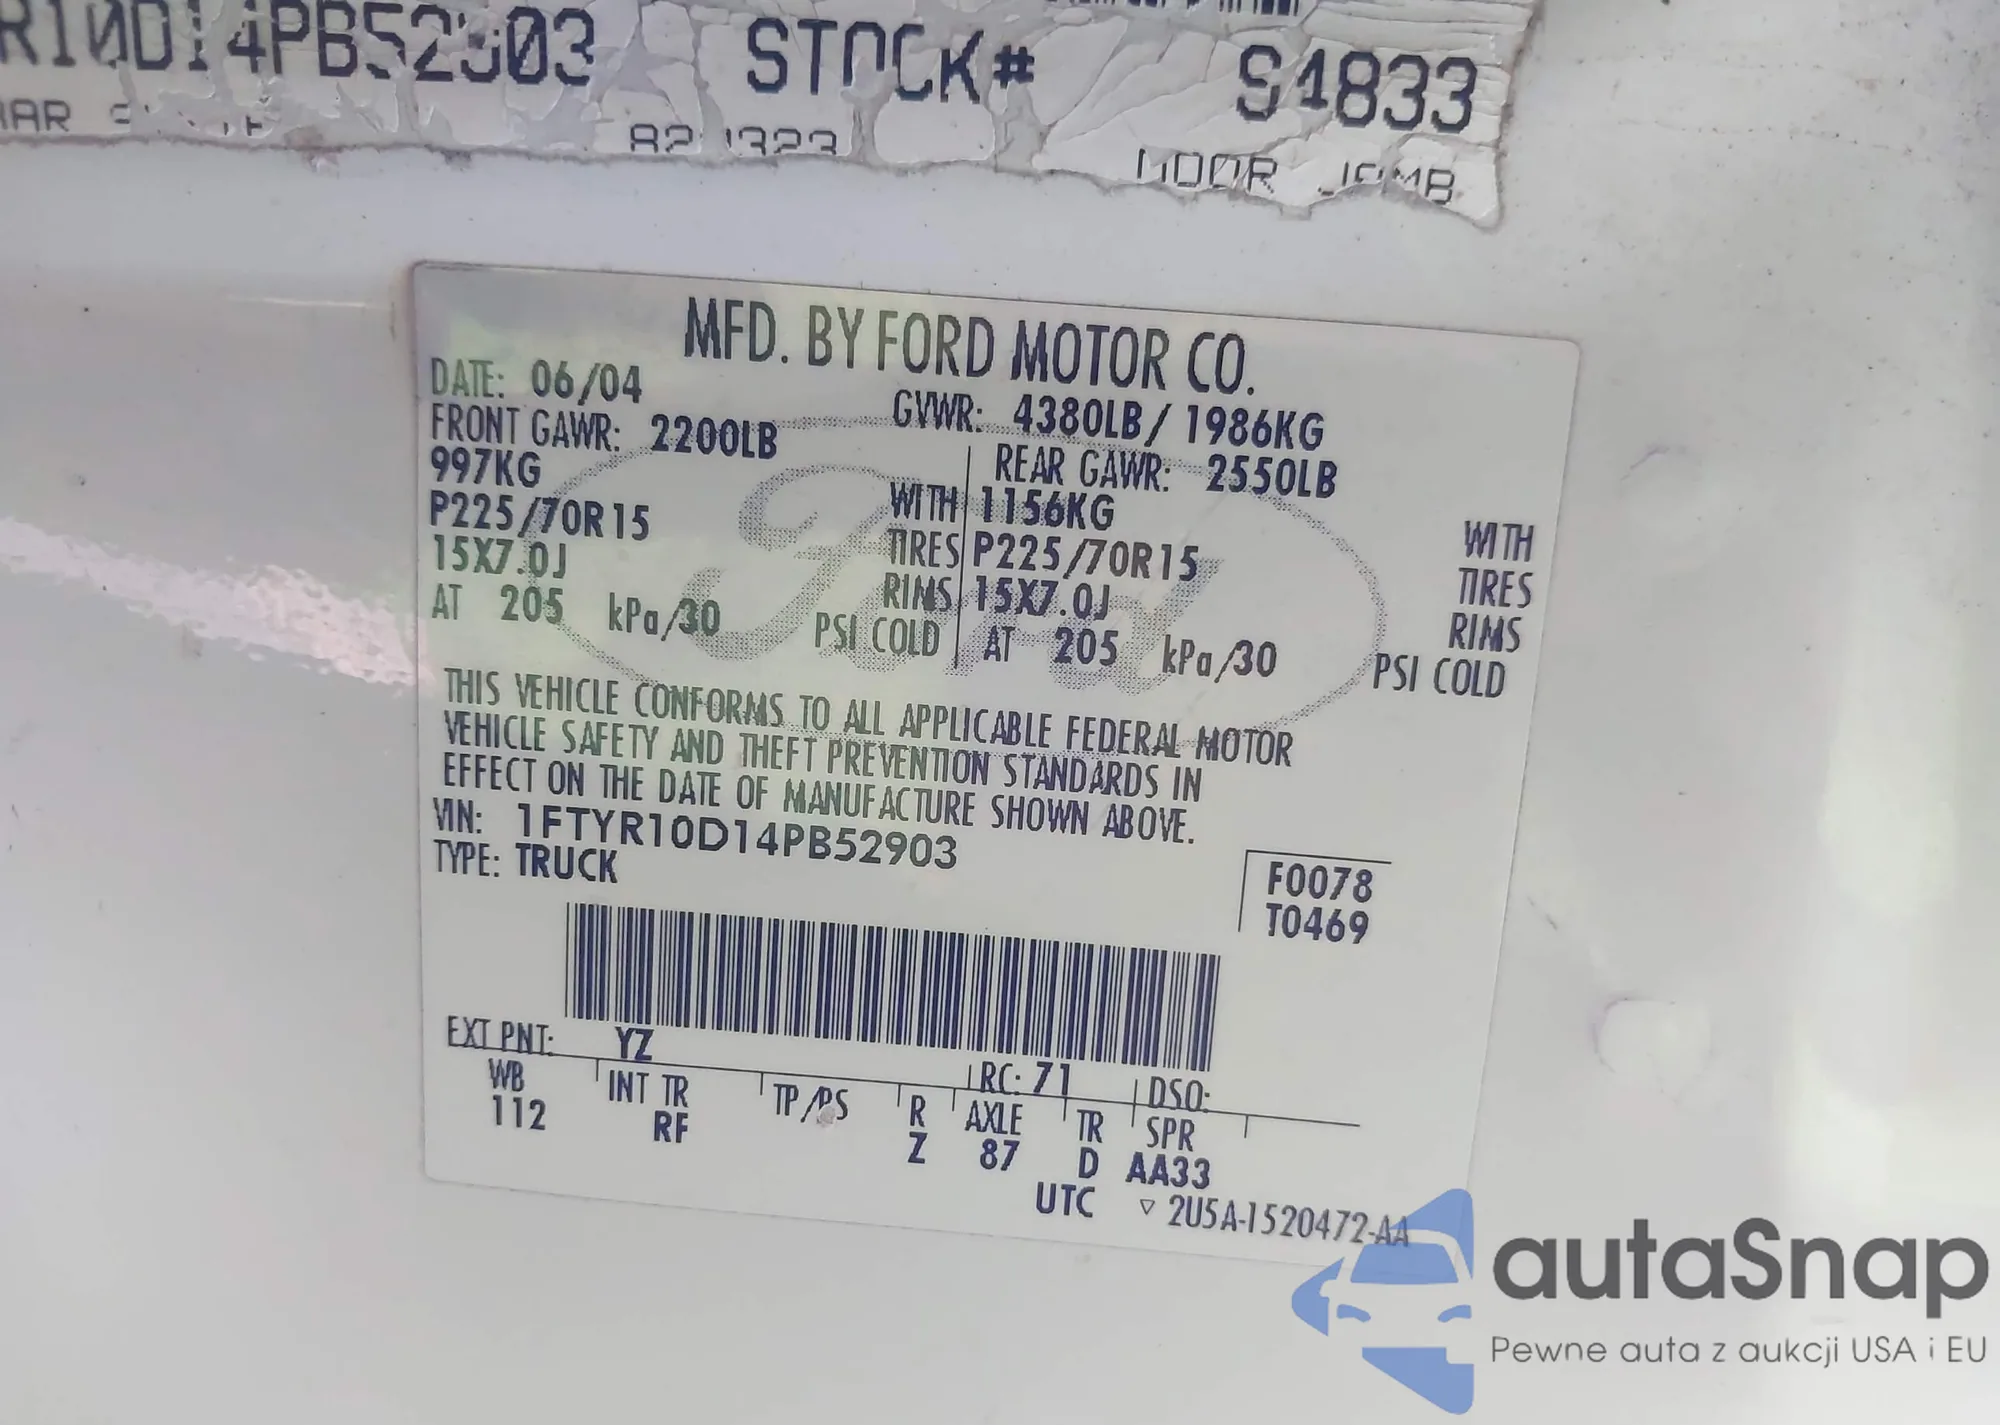 R10D14PB52903 STOCK# S4833
DOOR JAMB
MFD. BY FORD MOTOR CO.
DATE: 06/04 GVWR: 4380LB / 1986KG
FRONT GAWR: 2200LB REAR GAWR: 2550LB
997KG WITH 1156KG WITH
P225/70R15 TIRES P225/70R15 TIRES
15X7.0J RIMS 15X7.0J RIMS
AT 205 kPa/30 PSI COLD AT 205 kPa/30 PSI COLD
THIS VEHICLE CONFORMS TO ALL APPLICABLE FEDERAL MOTOR
VEHICLE SAFETY AND THEFT PREVENTION STANDARDS IN
EFFECT ON THE DATE OF MANUFACTURE SHOWN ABOVE.
VIN: 1FTYR10D14PB52903
TYPE: TRUCK
F0078
T0469
EXT PNT: YZ RC: 71 DSO:
WB INT TR TP/PS R AXLE TR SPR
112 RF Z 87 D AA33
UTC ▽ 2U5A-1520472-AA
Ford
autaSnap
Pewne auta z aukcji USA i EU